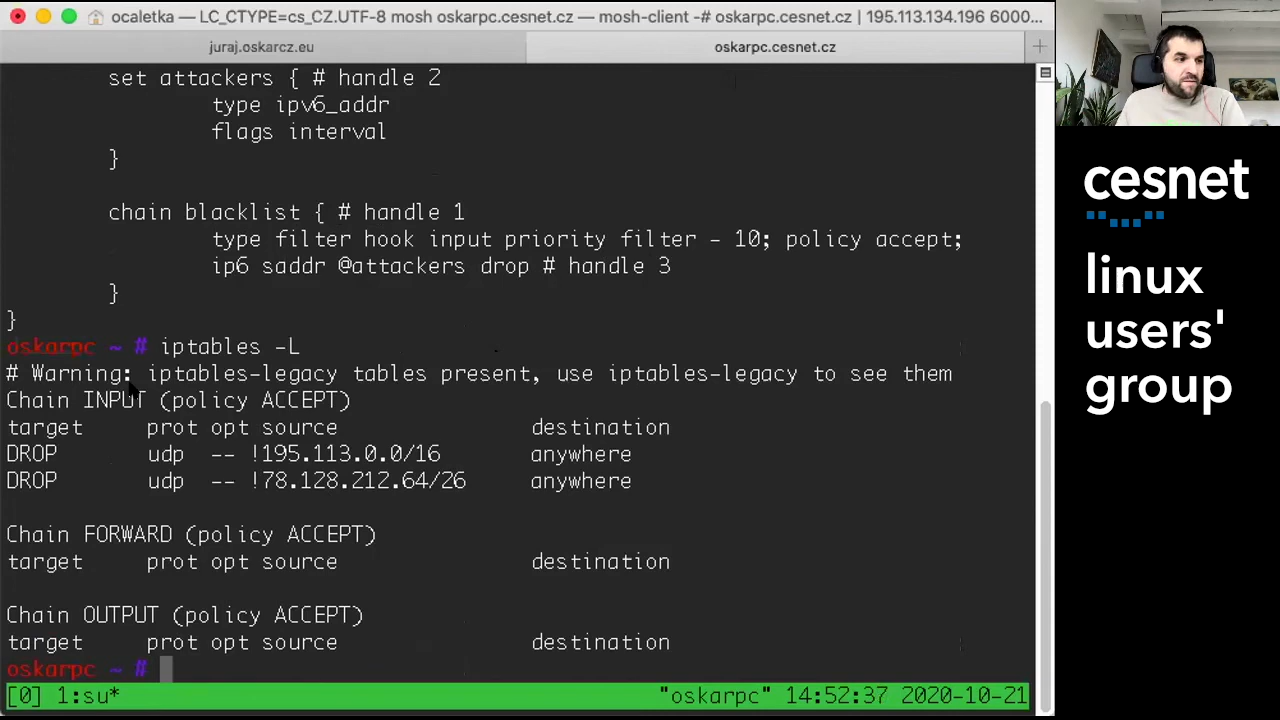 ocaletka — LC_CTYPE=cs_CZ.UTF-8 mosh oskarpc.cesnet.cz — mosh-client -# oskarpc.cesnet.cz | 195.113.134.196 6000...
juraj.oskarcz.eu
oskarpc.cesnet.cz
set attackers { # handle 2
type ipv6_addr
flags interval
}
chain blacklist { # handle 1
type filter hook input priority filter - 10; policy accept;
ip6 saddr @attackers drop # handle 3
}
}
oskarpc ~ # iptables -L
# Warning: iptables-legacy tables present, use iptables-legacy to see them
Chain INPUT (policy ACCEPT)
target prot opt source destination
DROP udp -- !195.113.0.0/16 anywhere
DROP udp -- !78.128.212.64/26 anywhere
Chain FORWARD (policy ACCEPT)
target prot opt source destination
Chain OUTPUT (policy ACCEPT)
target prot opt source destination
oskarpc ~ #
[0] 1:su* "oskarpc" 14:52:37 2020-10-21
cesnet
linux
users'
group